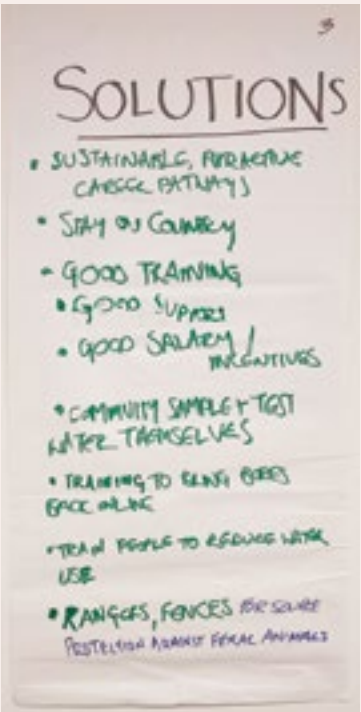 3
SOLUTIONS
• SUSTAINABLE, ATTRACTIVE
CAREER PATHWAYS
• STAY ON COUNTRY
- GOOD TRAINING
• GOOD SUPPORT
• GOOD SALARY /
INCENTIVES
• COMMUNITY SAMPLE + TEST
WATER THEMSELVES
• TRAINING TO BRING BORES
BACK ONLINE
• TRAIN PEOPLE TO REDUCE WATER
USE
• RANGERS, FENCES FOR SOURCE
PROTECTION AGAINST FERAL ANIMALS